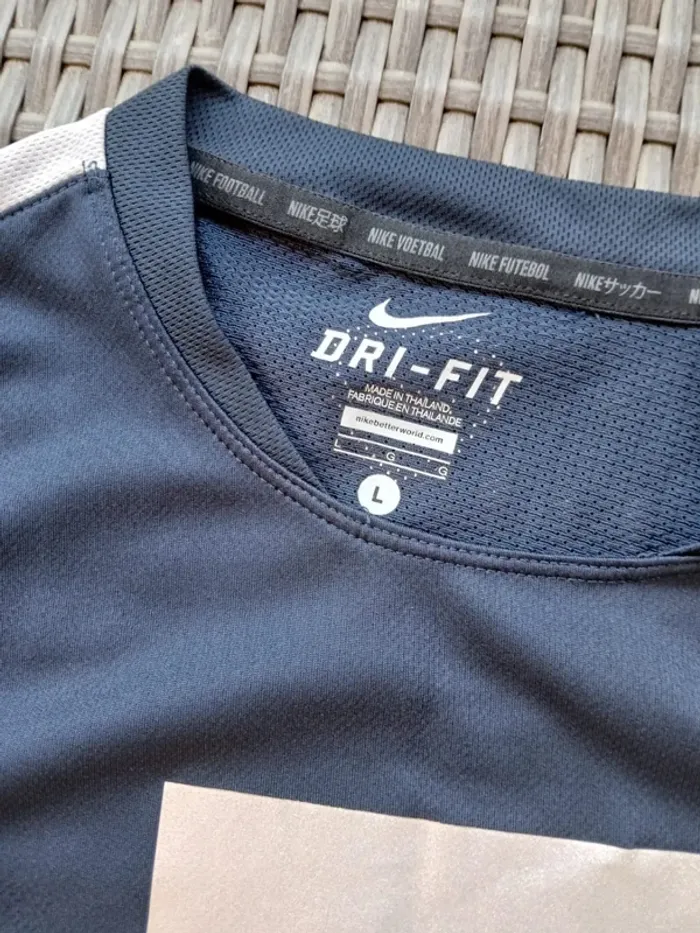 NIKE FOOTBALL NIKE足球 NIKE VOETBAL NIKE FUTEBOL NIKEサッカー
DRI-FIT
MADE IN THAILAND,
FABRIQUE EN THAILANDE
nikebetterworld.com
L G G
L